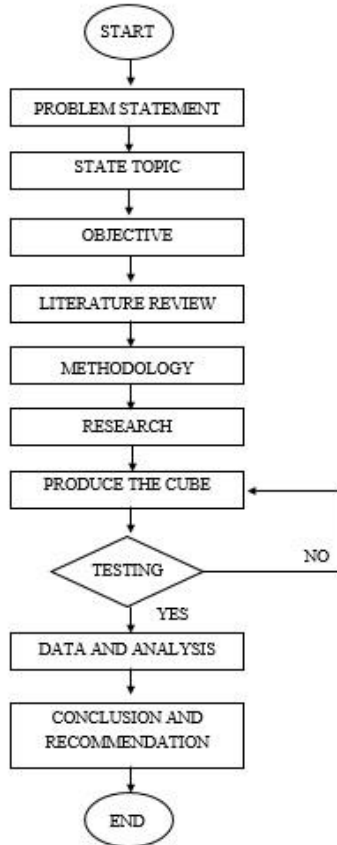 START
PROBLEM STATEMENT
STATE TOPIC
OBJECTIVE
LITERATURE REVIEW
METHODOLOGY
RESEARCH
PRODUCE THE CUBE
TESTING
NO
YES
DATA AND ANALYSIS
CONCLUSION AND
RECOMMENDATION
END